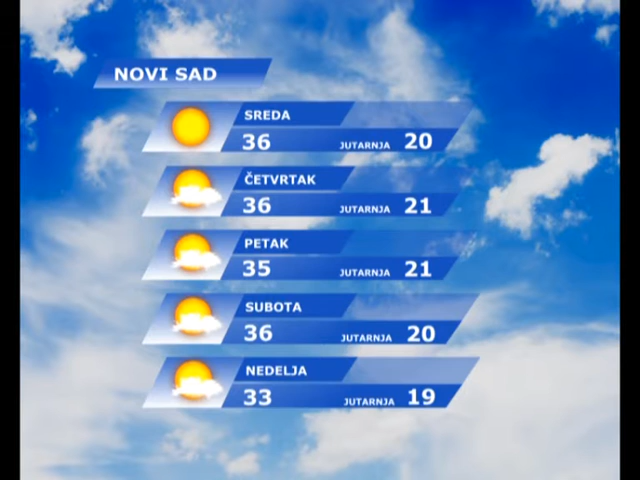 NOVI SAD
SREDA
36 JUTARNJA 20
ČETVRTAK
36 JUTARNJA 21
PETAK
35 JUTARNJA 21
SUBOTA
36 JUTARNJA 20
NEDELJA
33 JUTARNJA 19